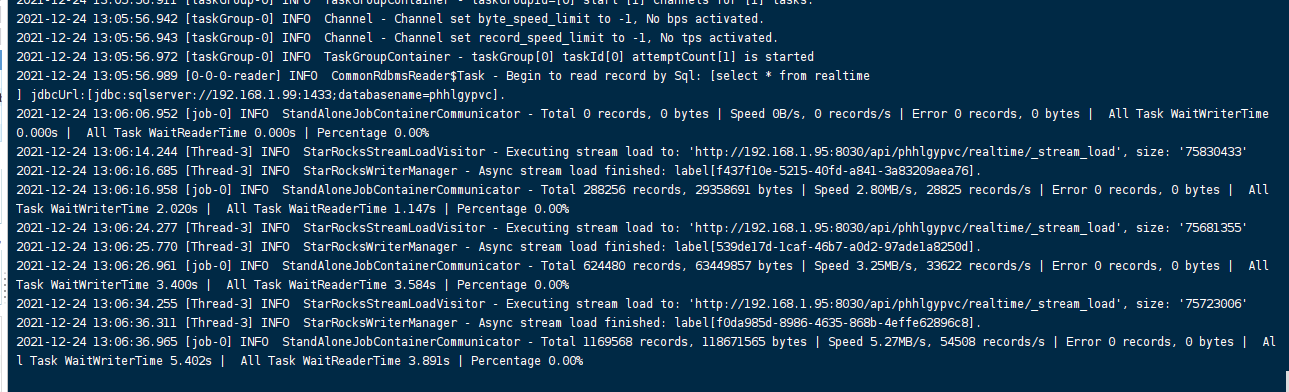 2021-12-24 13:05:56.911 [taskGroup-0] INFO  TaskGroupContainer - taskGroupId=[0] start [1] channels for [1] tasks.
2021-12-24 13:05:56.942 [taskGroup-0] INFO  Channel - Channel set byte_speed_limit to -1, No bps activated.
2021-12-24 13:05:56.943 [taskGroup-0] INFO  Channel - Channel set record_speed_limit to -1, No tps activated.
2021-12-24 13:05:56.972 [taskGroup-0] INFO  TaskGroupContainer - taskGroup[0] taskId[0] attemptCount[1] is started
2021-12-24 13:05:56.989 [0-0-0-reader] INFO  CommonRdbmsReader$Task - Begin to read record by Sql: [select * from realtime
] jdbcUrl:[jdbc:sqlserver://192.168.1.99:1433;databasename=phhlgypvc].
2021-12-24 13:06:06.952 [job-0] INFO  StandAloneJobContainerCommunicator - Total 0 records, 0 bytes | Speed 0B/s, 0 records/s | Error 0 records, 0 bytes |  All Task WaitWriterTime
0.000s |  All Task WaitReaderTime 0.000s | Percentage 0.00%
2021-12-24 13:06:14.244 [Thread-3] INFO  StarRocksStreamLoadVisitor - Executing stream load to: 'http://192.168.1.95:8030/api/phhlgypvc/realtime/_stream_load', size: '75830433'
2021-12-24 13:06:16.685 [Thread-3] INFO  StarRocksWriterManager - Async stream load finished: label[f437f10e-5215-40fd-a841-3a83209aea76].
2021-12-24 13:06:16.958 [job-0] INFO  StandAloneJobContainerCommunicator - Total 288256 records, 29358691 bytes | Speed 2.80MB/s, 28825 records/s | Error 0 records, 0 bytes |  All
Task WaitWriterTime 2.020s |  All Task WaitReaderTime 1.147s | Percentage 0.00%
2021-12-24 13:06:24.277 [Thread-3] INFO  StarRocksStreamLoadVisitor - Executing stream load to: 'http://192.168.1.95:8030/api/phhlgypvc/realtime/_stream_load', size: '75681355'
2021-12-24 13:06:25.770 [Thread-3] INFO  StarRocksWriterManager - Async stream load finished: label[539de17d-1caf-46b7-a0d2-97ade1a8250d].
2021-12-24 13:06:26.961 [job-0] INFO  StandAloneJobContainerCommunicator - Total 624480 records, 63449857 bytes | Speed 3.25MB/s, 33622 records/s | Error 0 records, 0 bytes |  All
Task WaitWriterTime 3.400s |  All Task WaitReaderTime 3.584s | Percentage 0.00%
2021-12-24 13:06:34.255 [Thread-3] INFO  StarRocksStreamLoadVisitor - Executing stream load to: 'http://192.168.1.95:8030/api/phhlgypvc/realtime/_stream_load', size: '75723006'
2021-12-24 13:06:36.311 [Thread-3] INFO  StarRocksWriterManager - Async stream load finished: label[f0da985d-8986-4635-868b-4effe62896c8].
2021-12-24 13:06:36.965 [job-0] INFO  StandAloneJobContainerCommunicator - Total 1169568 records, 118671565 bytes | Speed 5.27MB/s, 54508 records/s | Error 0 records, 0 bytes |  Al
l Task WaitWriterTime 5.402s |  All Task WaitReaderTime 3.891s | Percentage 0.00%